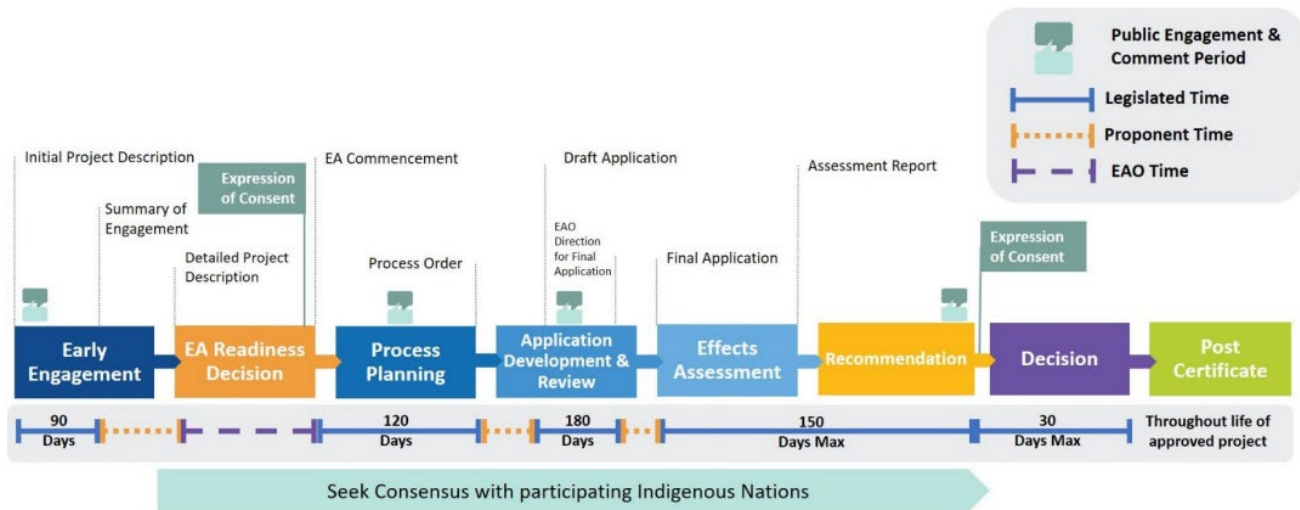 Public Engagement &
Comment Period
Legislated Time
Proponent Time
EAO Time
Initial Project Description
Summary of
Engagement
Expression
of Consent
Detailed Project
Description
EA Commencement
Process Order
Draft Application
EAO
Direction
for Final
Application
Final Application
Assessment Report
Expression
of Consent
Early
Engagement
EA Readiness
Decision
Process
Planning
Application
Development &
Review
Effects
Assessment
Recommendation
Decision
Post
Certificate
90
Days
120
Days
180
Days
150
Days Max
30
Days Max
Throughout life of
approved project
Seek Consensus with participating Indigenous Nations